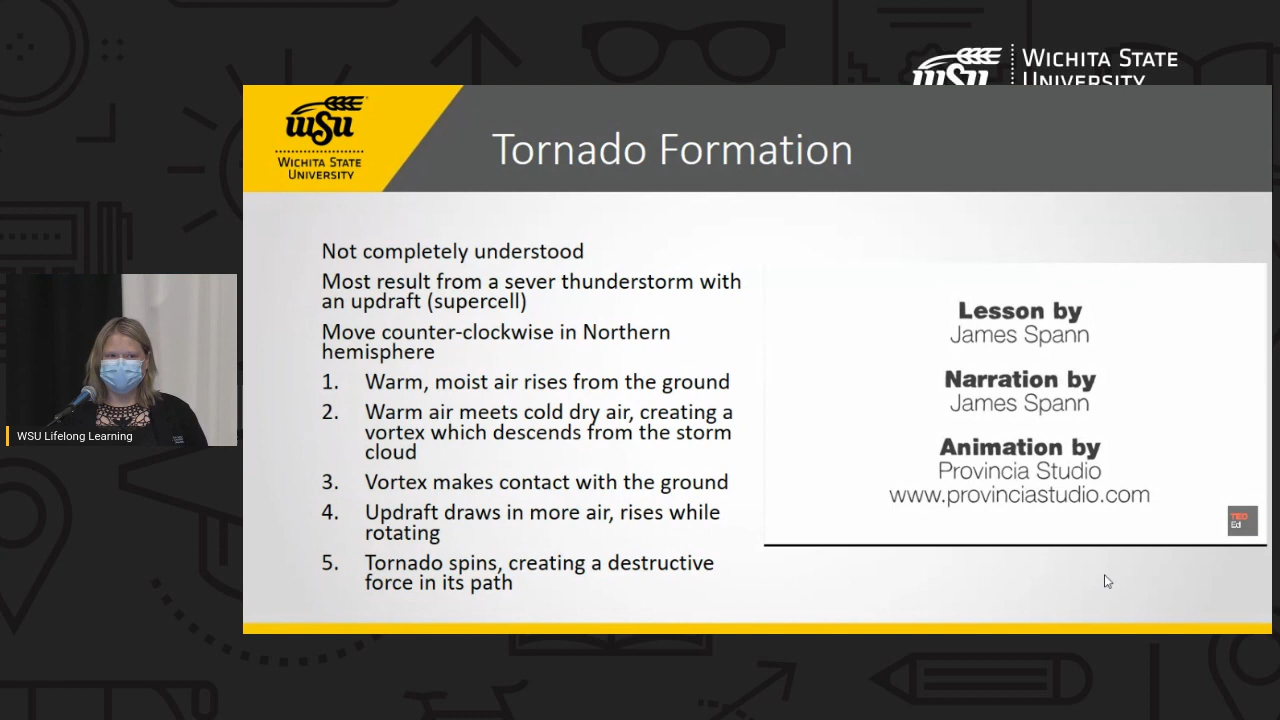 WSU
WICHITA STATE
UNIVERSITY
WSU
WICHITA STATE
UNIVERSITY
Tornado Formation
Not completely understood
Most result from a sever thunderstorm with
an updraft (supercell)
Move counter-clockwise in Northern
hemisphere
1. Warm, moist air rises from the ground
2. Warm air meets cold dry air, creating a
vortex which descends from the storm
cloud
3. Vortex makes contact with the ground
4. Updraft draws in more air, rises while
rotating
5. Tornado spins, creating a destructive
force in its path
Lesson by
James Spann
Narration by
James Spann
Animation by
Provincia Studio
www.provinciastudio.com
TED
Ed
WSU Lifelong Learning